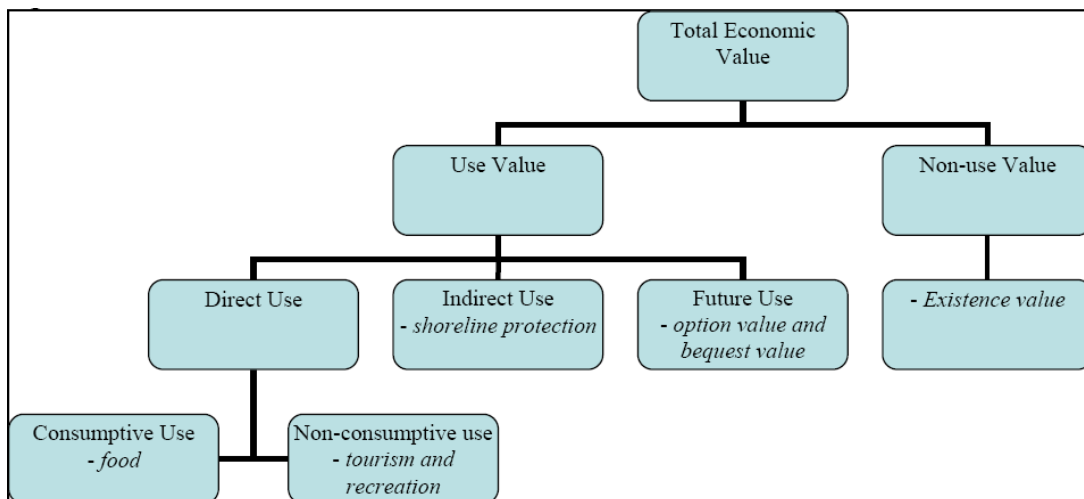 Total Economic
Value
Use Value
Non-use Value
Direct Use
Indirect Use
- shoreline protection
Future Use
- option value and
bequest value
- Existence value
Consumptive Use
- food
Non-consumptive use
- tourism and
recreation